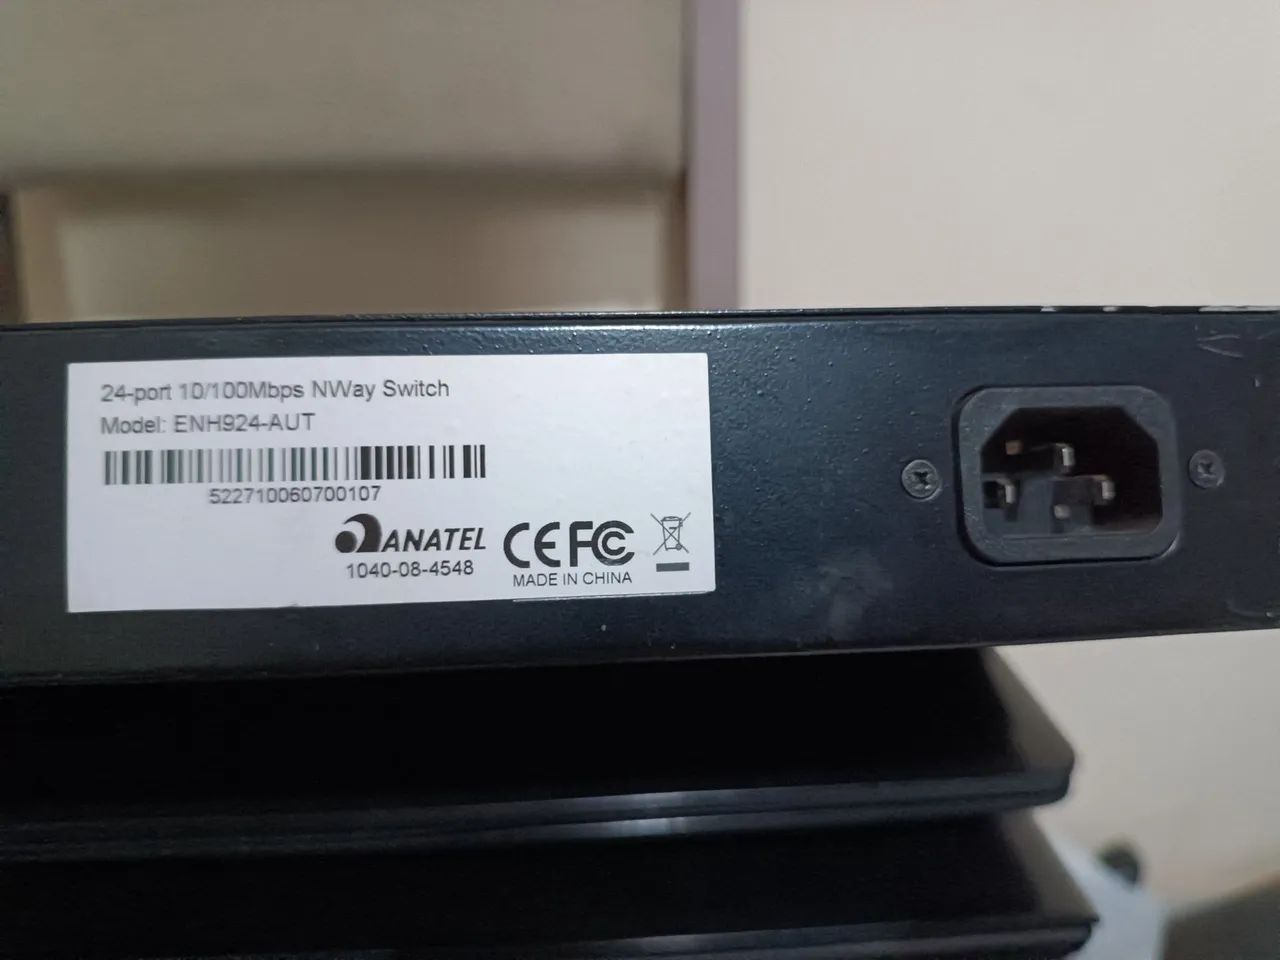 24-port 10/100Mbps NWay Switch
Model: ENH924-AUT
522710060700107
ANATEL
1040-08-4548
CE FC
MADE IN CHINA